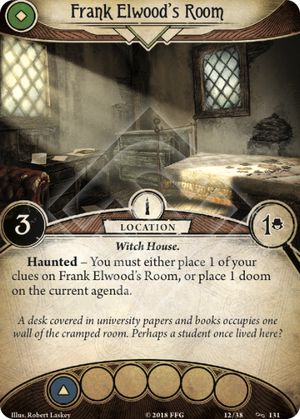 Frank Elwood's Room
3
LOCATION
1
Witch House.
Haunted – You must either place 1 of your
clues on Frank Elwood's Room, or place 1 doom
on the current agenda.
A desk covered in university papers and books occupies one
wall of the cramped room. Perhaps a student once lived here?
Illus. Robert Laskey
© 2018 FFG
12/38
131